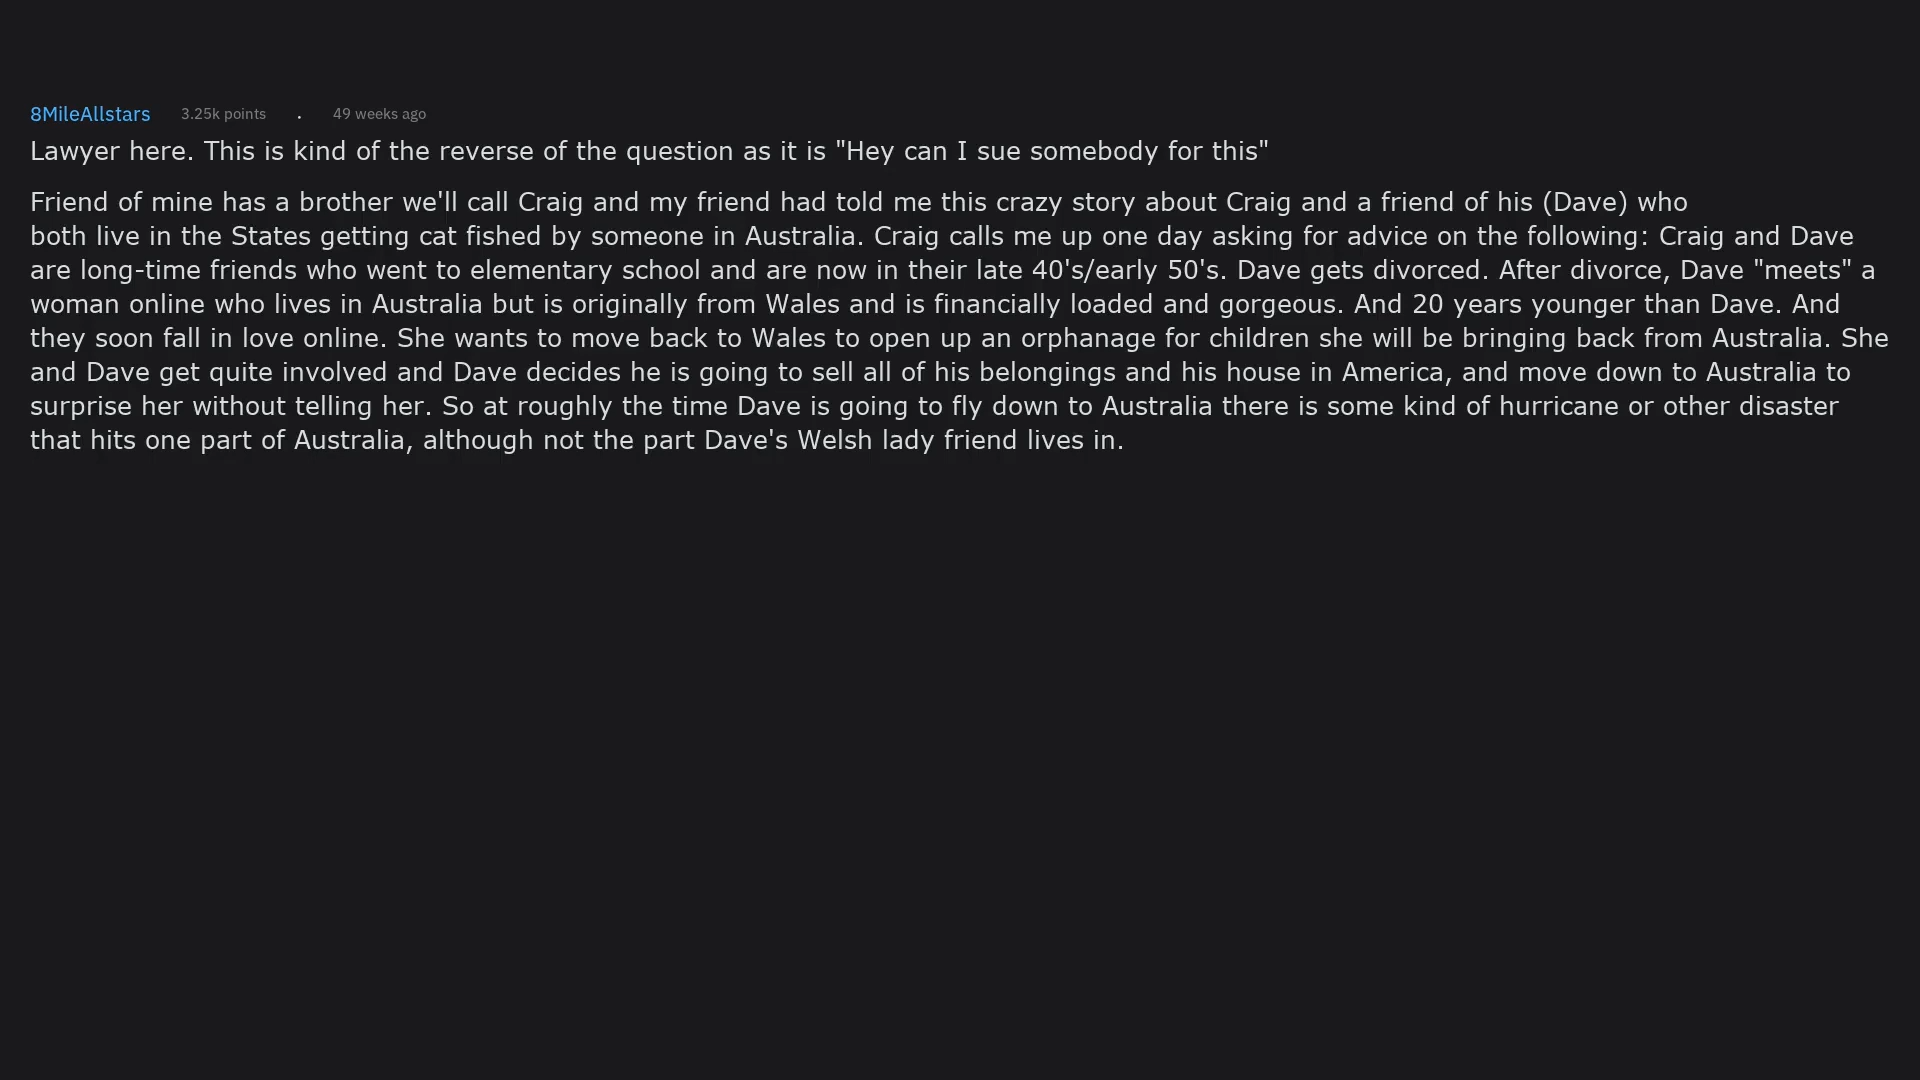 8MileAllstars 3.25k points . 49 weeks ago
Lawyer here. This is kind of the reverse of the question as it is "Hey can I sue somebody for this"
Friend of mine has a brother we'll call Craig and my friend had told me this crazy story about Craig and a friend of his (Dave) who
both live in the States getting cat fished by someone in Australia. Craig calls me up one day asking for advice on the following: Craig and Dave
are long-time friends who went to elementary school and are now in their late 40's/early 50's. Dave gets divorced. After divorce, Dave "meets" a
woman online who lives in Australia but is originally from Wales and is financially loaded and gorgeous. And 20 years younger than Dave. And
they soon fall in love online. She wants to move back to Wales to open up an orphanage for children she will be bringing back from Australia. She
and Dave get quite involved and Dave decides he is going to sell all of his belongings and his house in America, and move down to Australia to
surprise her without telling her. So at roughly the time Dave is going to fly down to Australia there is some kind of hurricane or other disaster
that hits one part of Australia, although not the part Dave's Welsh lady friend lives in.